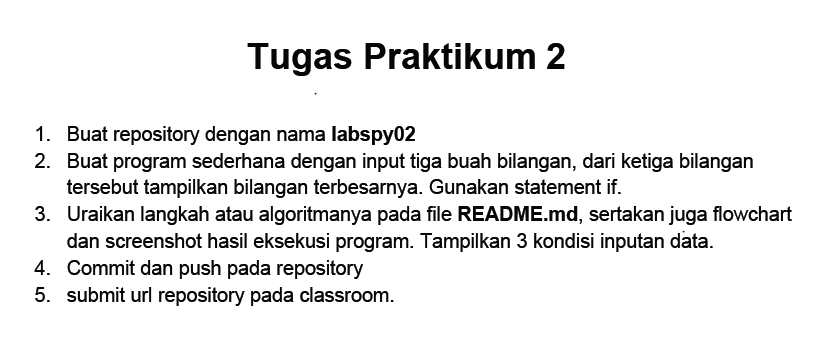 Tugas Praktikum 2
1. Buat repository dengan nama labspy02
2. Buat program sederhana dengan input tiga buah bilangan, dari ketiga bilangan
tersebut tampilkan bilangan terbesarnya. Gunakan statement if.
3. Uraikan langkah atau algoritmanya pada file README.md, sertakan juga flowchart
dan screenshot hasil eksekusi program. Tampilkan 3 kondisi inputan data.
4. Commit dan push pada repository
5. submit url repository pada classroom.